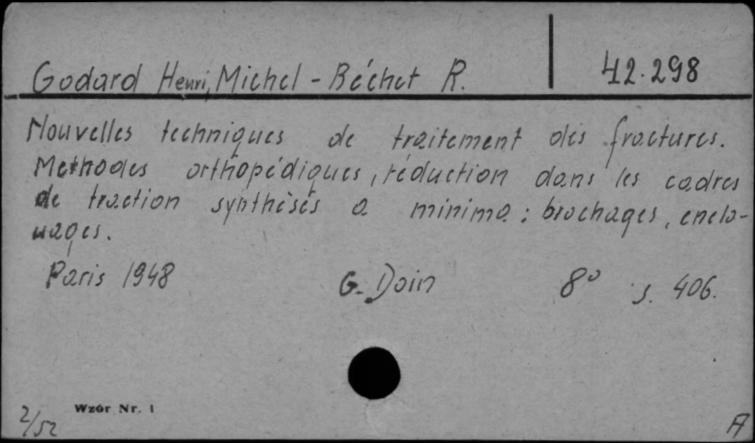 Godard Henri, Michel - Béchet R. 42.298
Nouvelles techniques de traitement des fractures.
Methodes orthopédiques, réduction dans les cadres
de traction synthèses a minima : brochages, enclo-
uages.
Paris 1948 G. Doin 8° s. 406.
Wzór Nr. 1
2/52 A